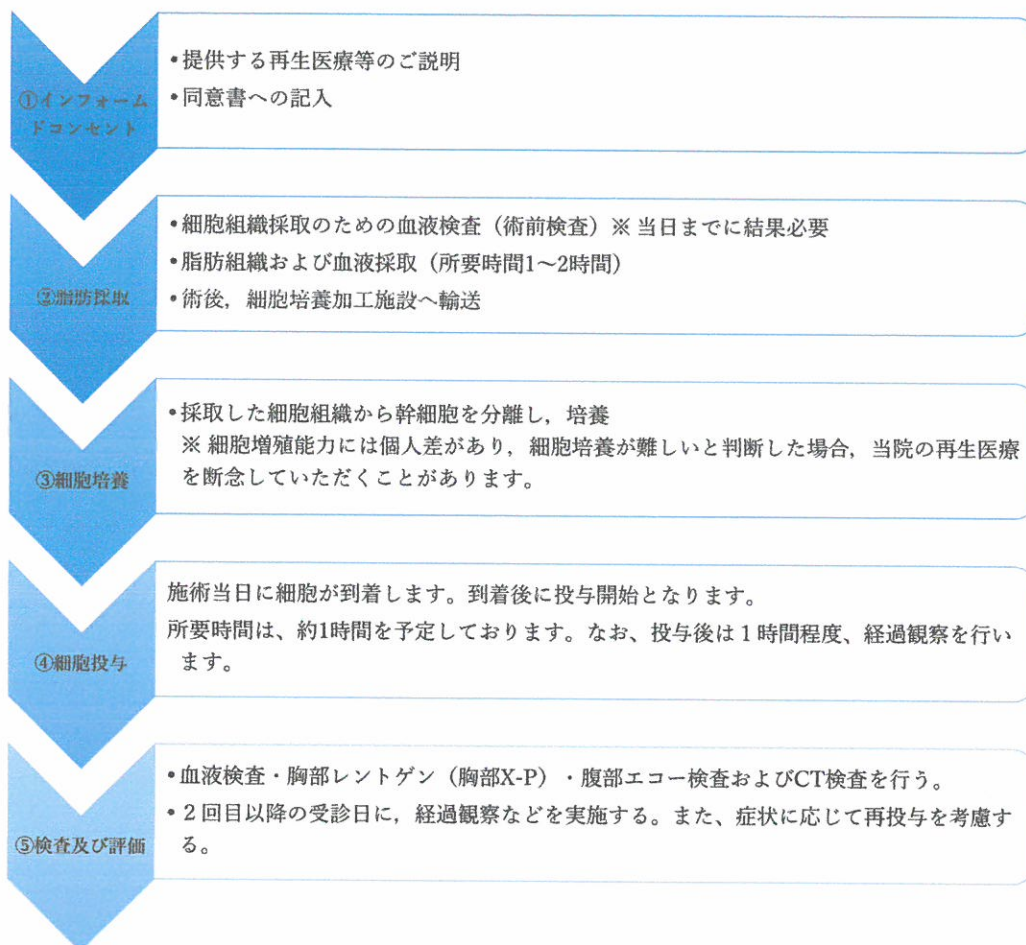 ①インフォーム
ドコンセント
•提供する再生医療等のご説明
•同意書への記入
②脂肪採取
•細胞組織採取のための血液検査（術前検査）※ 当日までに結果必要
•脂肪組織および血液採取（所要時間1〜2時間）
•術後，細胞培養加工施設へ輸送
③細胞培養
•採取した細胞組織から幹細胞を分離し，培養
※ 細胞増殖能力には個人差があり，細胞培養が難しいと判断した場合，当院の再生医療
を断念していただくことがあります。
④細胞投与
施術当日に細胞が到着します。到着後に投与開始となります。
所要時間は、約1時間を予定しております。なお、投与後は１時間程度、経過観察を行い
ます。
⑤検査及び評価
•血液検査・胸部レントゲン（胸部X-P）・腹部エコー検査およびCT検査を行う。
•２回目以降の受診日に，経過観察などを実施する。また、症状に応じて再投与を考慮す
る。